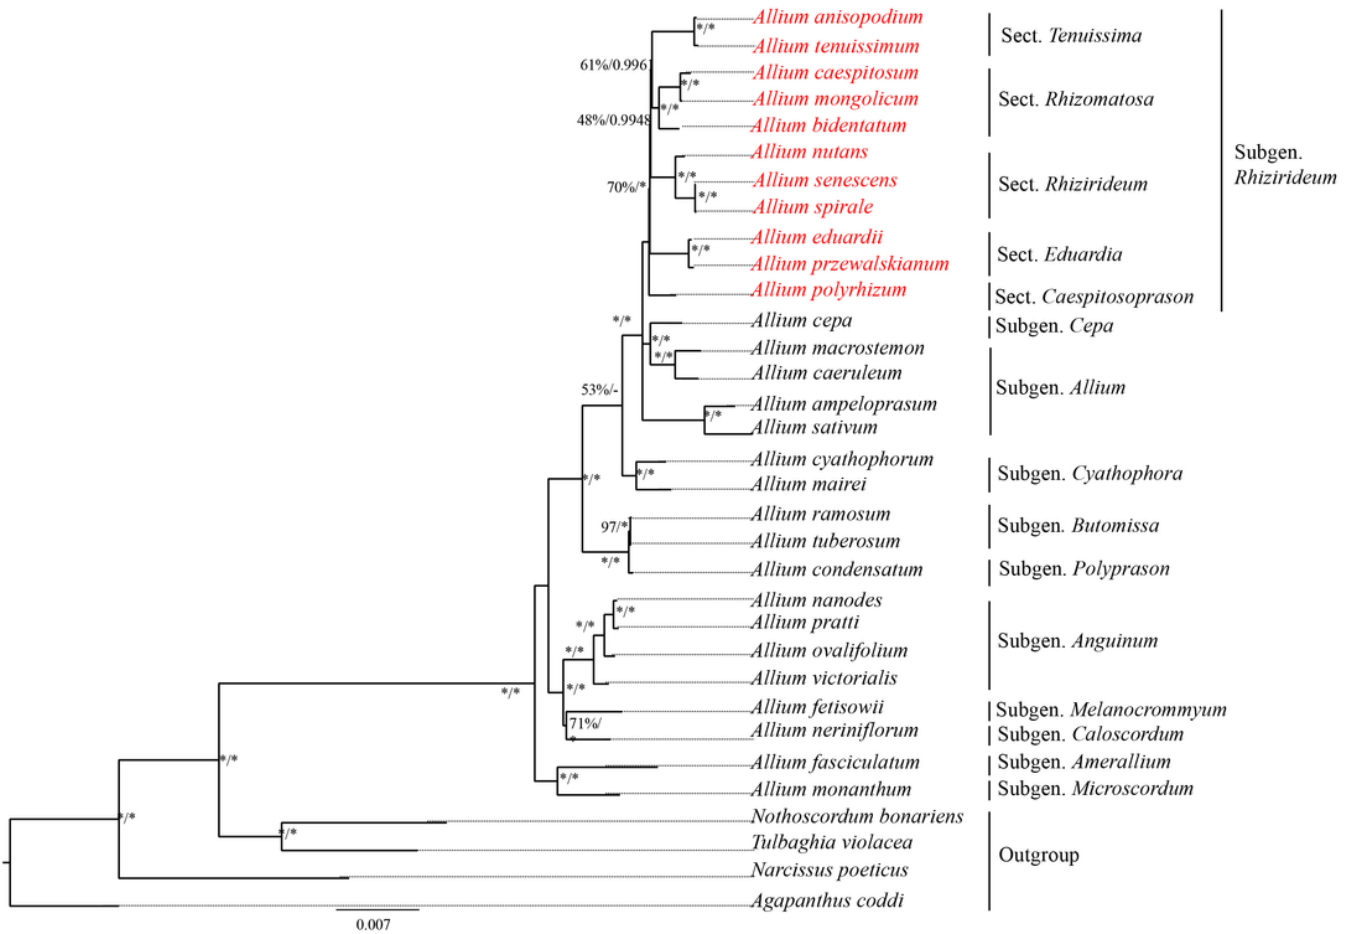 Allium anisopodium
*/*
Sect. Tenuissima
Allium tenuissimum
61%/0.996
Allium caespitosum
*/*
Allium mongolicum
Sect. Rhizomatosa
*/*
48%/0.9948
Allium bidentatum
Allium nutans
Subgen.
Rhizirideum
*/*
Allium senescens
Sect. Rhizirideum
70%/*
*/*
Allium spirale
Allium eduardii
*/*
Sect. Eduardia
Allium przewalskianum
Allium polyrhizum
Sect. Caespitosoprason
*/*
Allium cepa
Subgen. Cepa
*/*
Allium macrostemon
*/*
Allium caeruleum
Subgen. Allium
53%/-
Allium ampeloprasum
*/*
Allium sativum
Allium cyathophorum
*/*
Subgen. Cyathophora
*/*
Allium mairei
Allium ramosum
97/*
Subgen. Butomissa
Allium tuberosum
*/*
Allium condensatum
Subgen. Polyprason
Allium nanodes
*/*
Allium pratti
*/*
Subgen. Anguinum
Allium ovalifolium
*/*
Allium victorialis
*/*
*/*
Allium fetisowii
Subgen. Melanocrommyum
71%/
*
Allium neriniflorum
Subgen. Caloscordum
Allium fasciculatum
Subgen. Amerallium
*/*
*/*
Allium monanthum
Subgen. Microscordum
*/*
Nothoscordum bonariens
*/*
Tulbaghia violacea
Outgroup
Narcissus poeticus
Agapanthus coddi
0.007